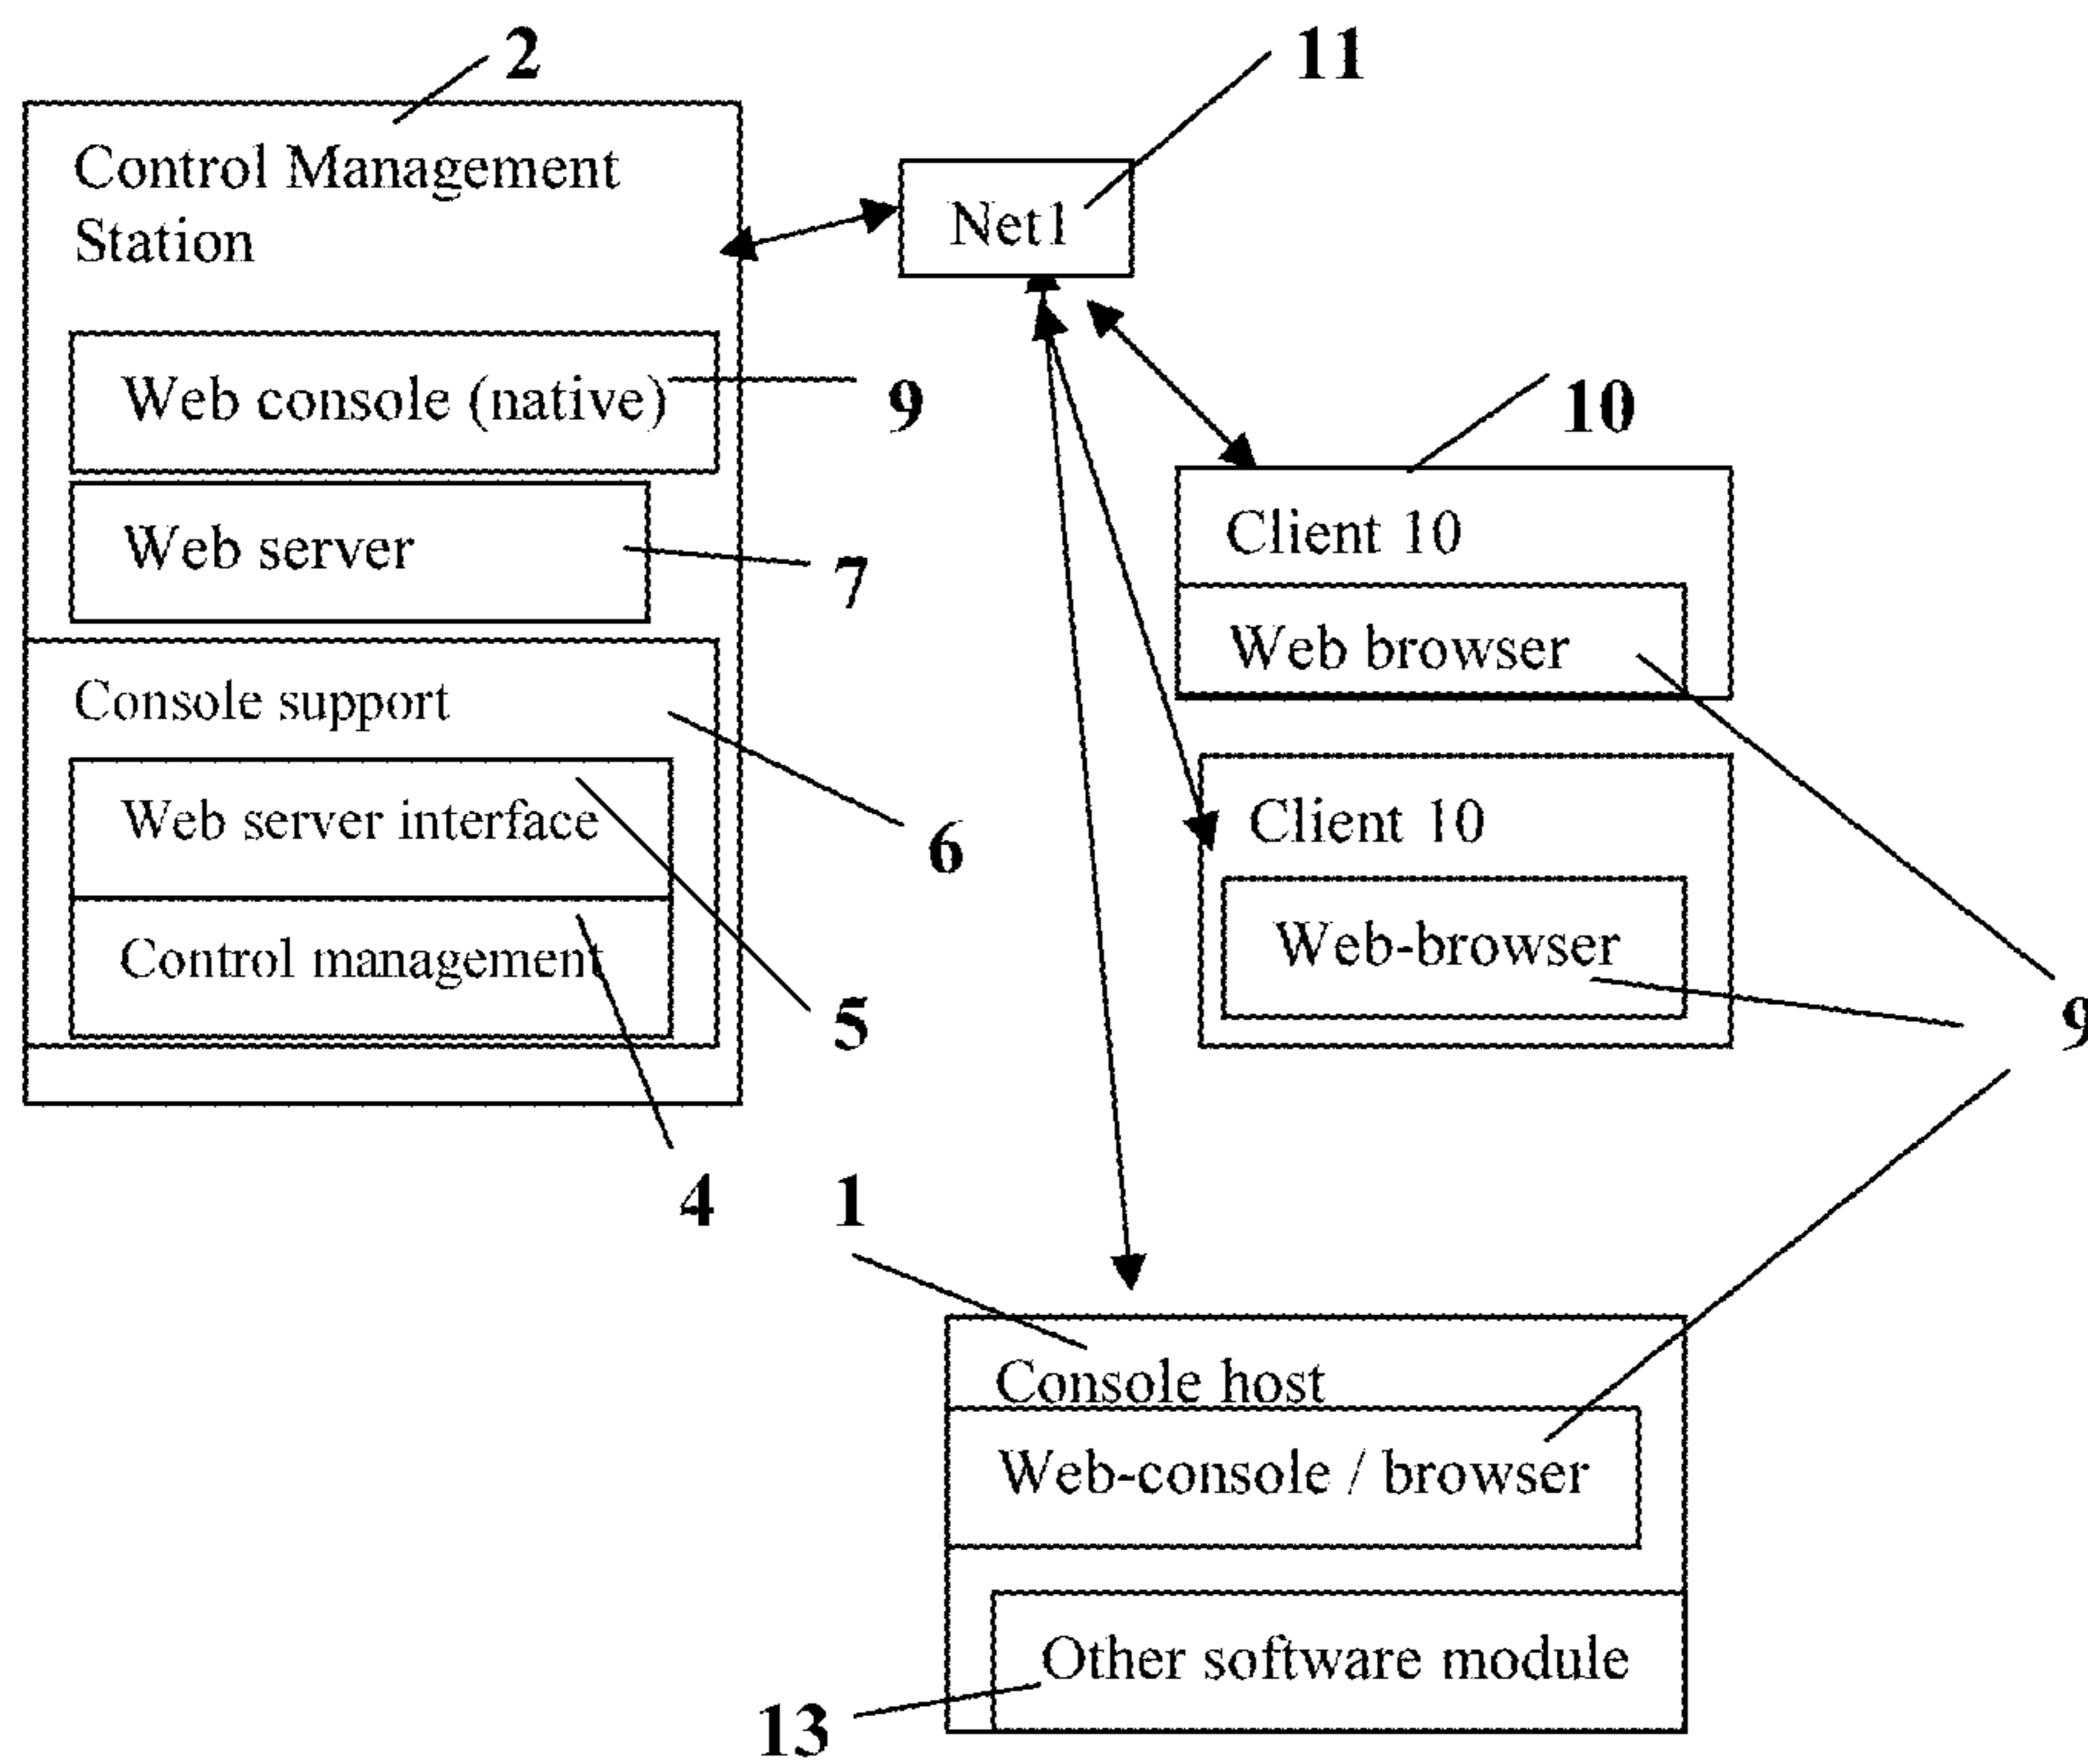 2
11
Control Management
Station
Net1
Web console (native)
9
10
Web server
7
Client 10
Web browser
Console support
Web server interface
6
Client 10
Control management
Web-browser
5
9
4
1
Console host
Web-console / browser
Other software module
13